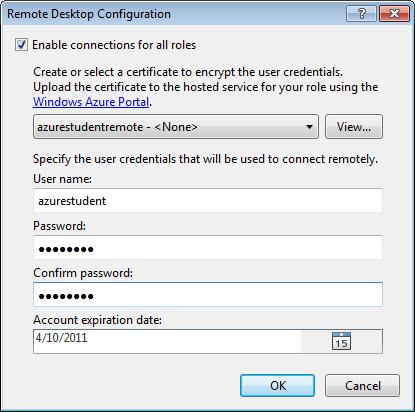 Remote Desktop Configuration
?
Enable connections for all roles
Create or select a certificate to encrypt the user credentials.
Upload the certificate to the hosted service for your role using the
Windows Azure Portal.
azurestudentremote - <None>
View...
Specify the user credentials that will be used to connect remotely.
User name:
azurestudent
Password:
●●●●●●●●
Confirm password:
●●●●●●●●
Account expiration date:
4/10/2011
15
OK
Cancel